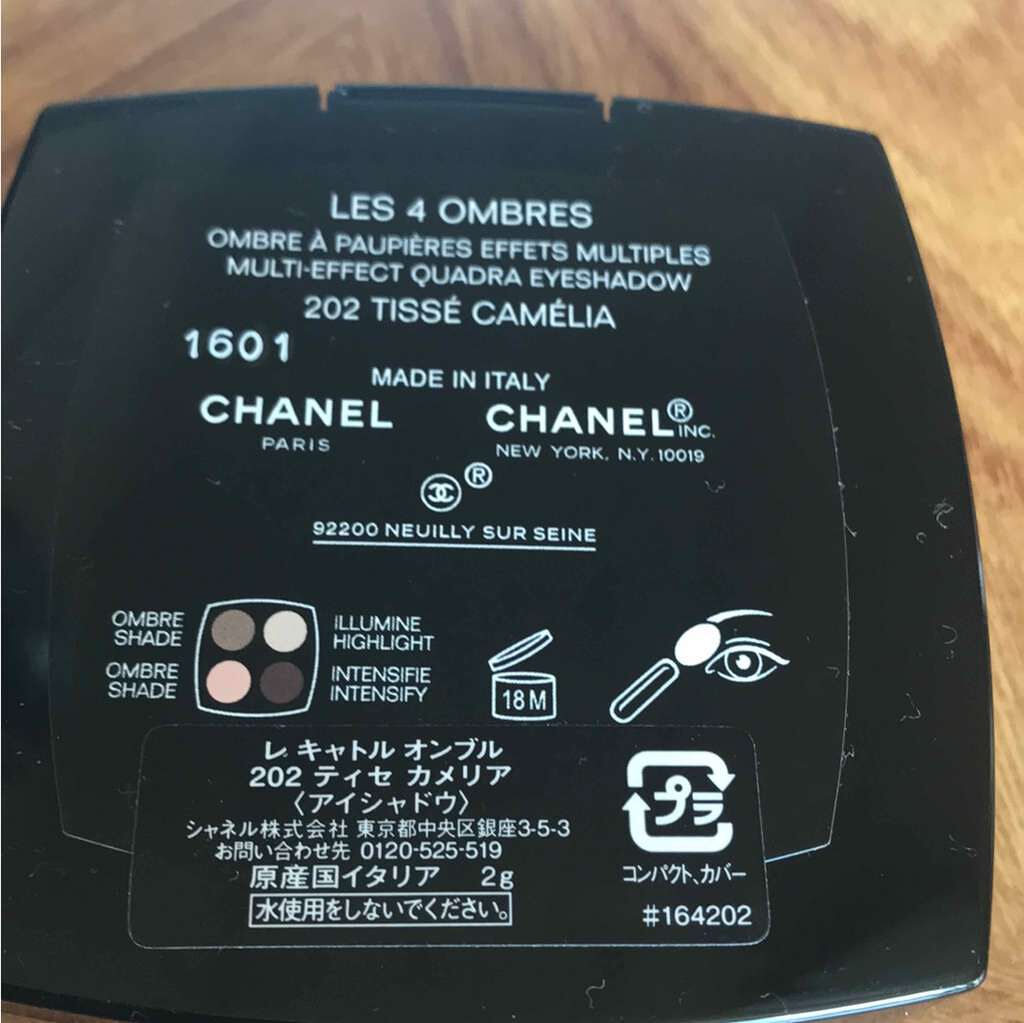 LES 4 OMBRES
OMBRE À PAUPIÈRES EFFETS MULTIPLES
MULTI-EFFECT QUADRA EYESHADOW
202 TISSÉ CAMÉLIA
1601
MADE IN ITALY
CHANEL
PARIS
CHANEL® INC.
NEW YORK, N.Y. 10019
®
92200 NEUILLY SUR SEINE
OMBRE
SHADE
ILLUMINE
HIGHLIGHT
OMBRE
SHADE
INTENSIFIE
INTENSIFY
18 M
レ キャトル オンブル
202 ティセ カメリア
〈アイシャドウ〉
シャネル株式会社 東京都中央区銀座3-5-3
お問い合わせ先 0120-525-519
原産国イタリア 2g
水使用をしないでください。
プラ
コンパクト、カバー
#164202